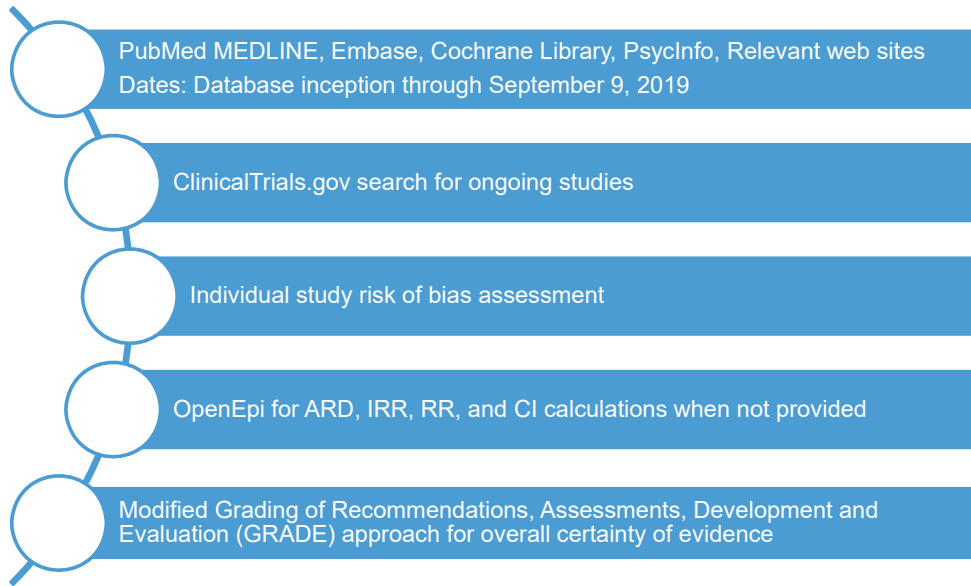 PubMed MEDLINE, Embase, Cochrane Library, PsycInfo, Relevant web sites
Dates: Database inception through September 9, 2019
ClinicalTrials.gov search for ongoing studies
Individual study risk of bias assessment
OpenEpi for ARD, IRR, RR, and CI calculations when not provided
Modified Grading of Recommendations, Assessments, Development and
Evaluation (GRADE) approach for overall certainty of evidence